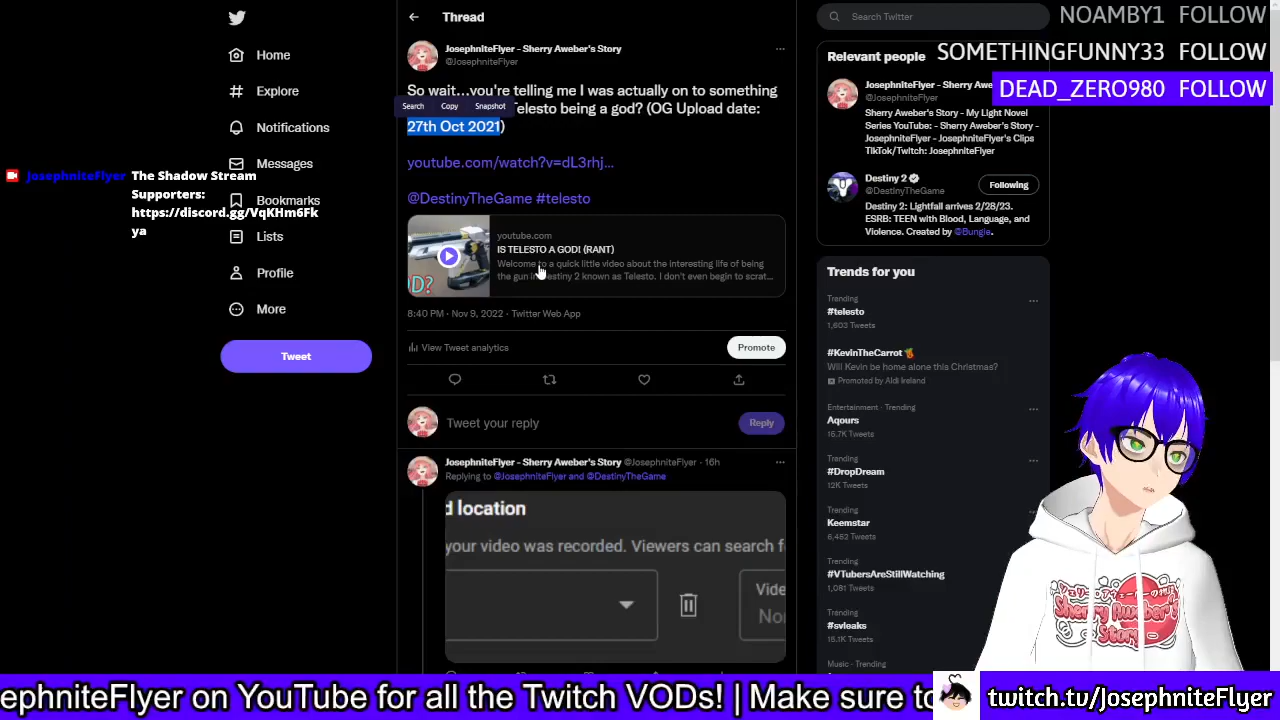 Home
Explore
Notifications
Messages
Bookmarks
Lists
Profile
More
Tweet
JosephniteFlyer The Shadow Stream
Supporters:
https://discord.gg/VqKHm6Fk
ya
Thread
JosephniteFlyer - Sherry Aweber's Story
@JosephniteFlyer
So wait...you're telling me I was actually on to something
Telesto being a god? (OG Upload date:
27th Oct 2021)
Search Copy Snapshot
youtube.com/watch?v=dL3rhj...
@DestinyTheGame #telesto
youtube.com
IS TELESTO A GOD! (RANT)
Welcome to a quick little video about the interesting life of being
the gun in Destiny 2 known as Telesto. I don't even begin to scrat...
D?
8:40 PM · Nov 9, 2022 · Twitter Web App
View Tweet analytics
Promote
Tweet your reply
Reply
JosephniteFlyer - Sherry Aweber's Story @JosephniteFlyer · 16h
Replying to @JosephniteFlyer and @DestinyTheGame
d location
your video was recorded. Viewers can search f
Vide
No
Search Twitter
Relevant people
JosephniteFlyer - Sherry Awe
@JosephniteFlyer
Sherry Aweber's Story - My Light Novel
Series YouTube: - Sherry Aweber's Story -
JosephniteFlyer - JosephniteFlyer's Clips
TikTok/Twitch: JosephniteFlyer
Destiny 2
@DestinyTheGame
Following
Destiny 2: Lightfall arrives 2/28/23.
ESRB: TEEN with Blood, Language, and
Violence. Created by @Bungie.
Trends for you
Trending
#telesto
1,603 Tweets
#KevinTheCarrot
Will Kevin be home alone this Christmas?
Promoted by Aldi Ireland
Entertainment · Trending
Aqours
16.7K Tweets
Trending
#DropDream
12K Tweets
Trending
Keemstar
6,462 Tweets
Trending
#VTubersAreStillWatching
1,081 Tweets
Trending
#svleaks
15.1K Tweets
Music · Trending
NOAMBY1 FOLLOW
SOMETHINGFUNNY33 FOLLOW
DEAD_ZERO980 FOLLOW
Sherry Aweber's
Story
ephniteFlyer on YouTube for all the Twitch VODs! | Make sure to
twitch.tv/JosephniteFlyer